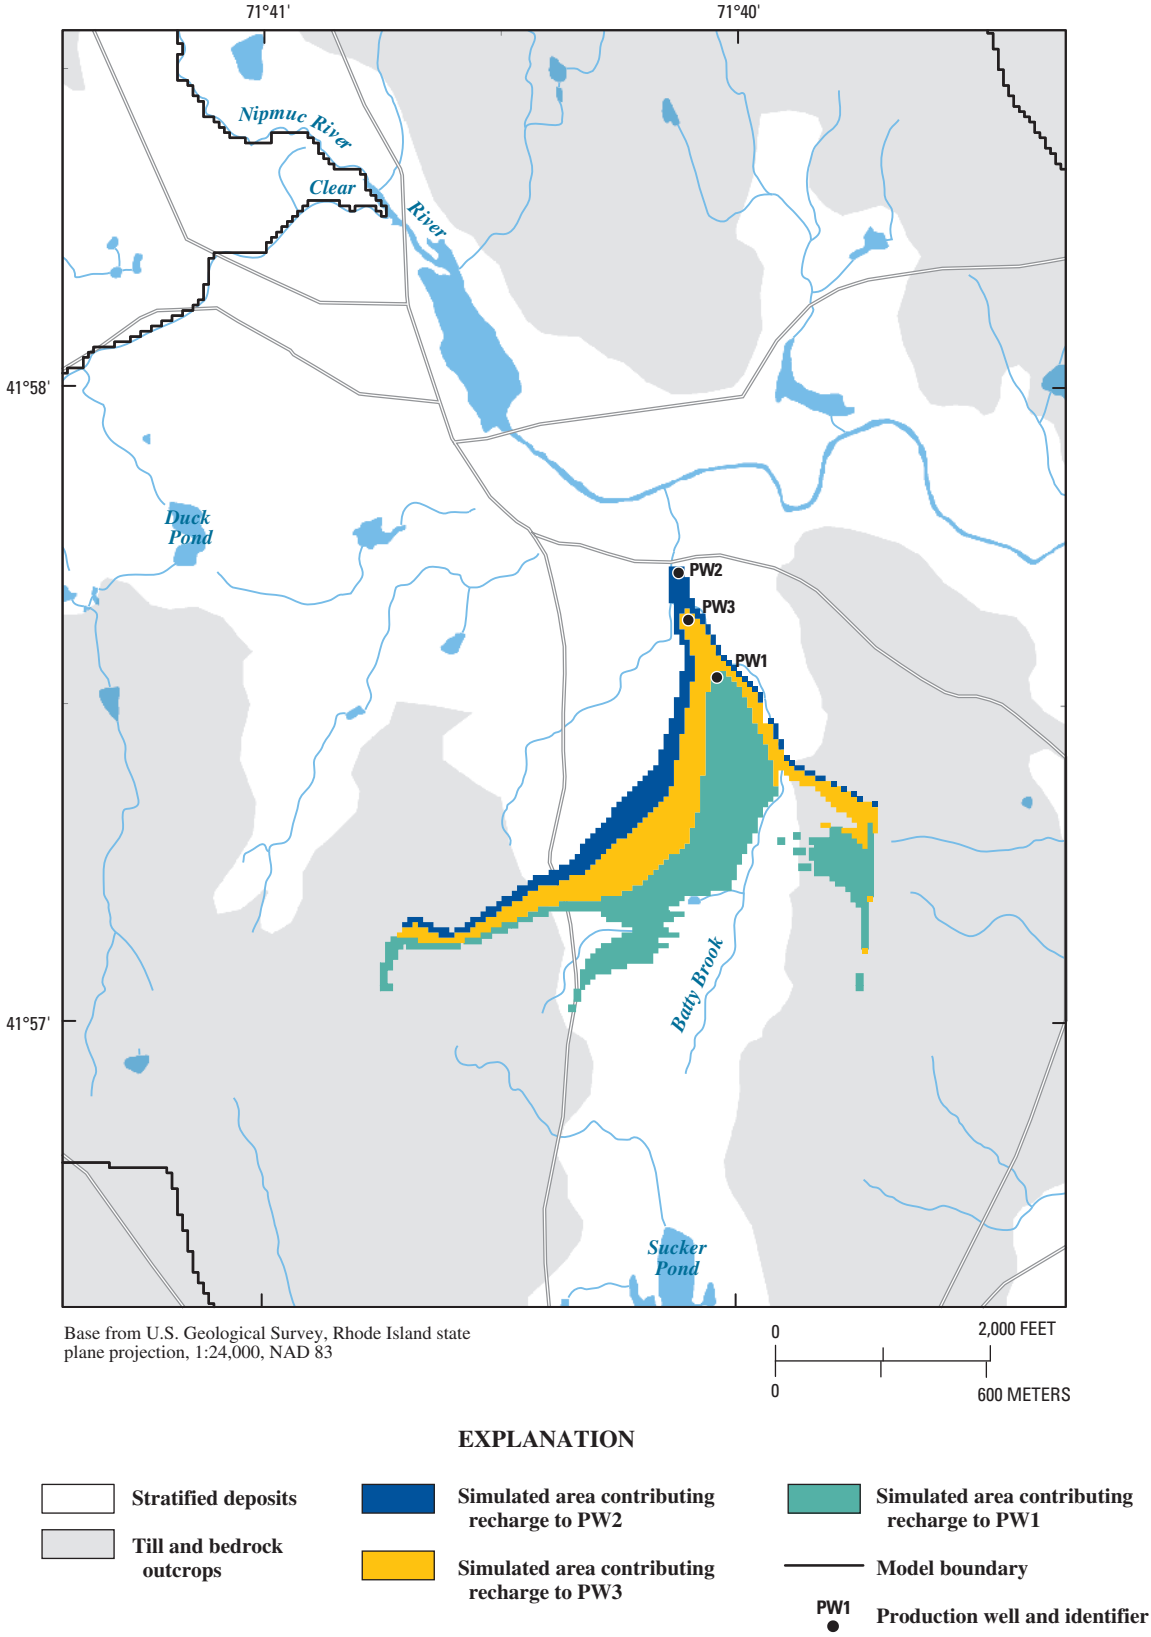 71°41'
71°40'
Nipmuc River
Clear
River
41°58'
Duck
Pond
PW2
PW3
PW1
Batty Brook
41°57'
Sucker
Pond
Base from U.S. Geological Survey, Rhode Island state
plane projection, 1:24,000, NAD 83
0
2,000 FEET
0
600 METERS
EXPLANATION
Stratified deposits
Till and bedrock
outcrops
Simulated area contributing
recharge to PW2
Simulated area contributing
recharge to PW3
Simulated area contributing
recharge to PW1
Model boundary
PW1
Production well and identifier